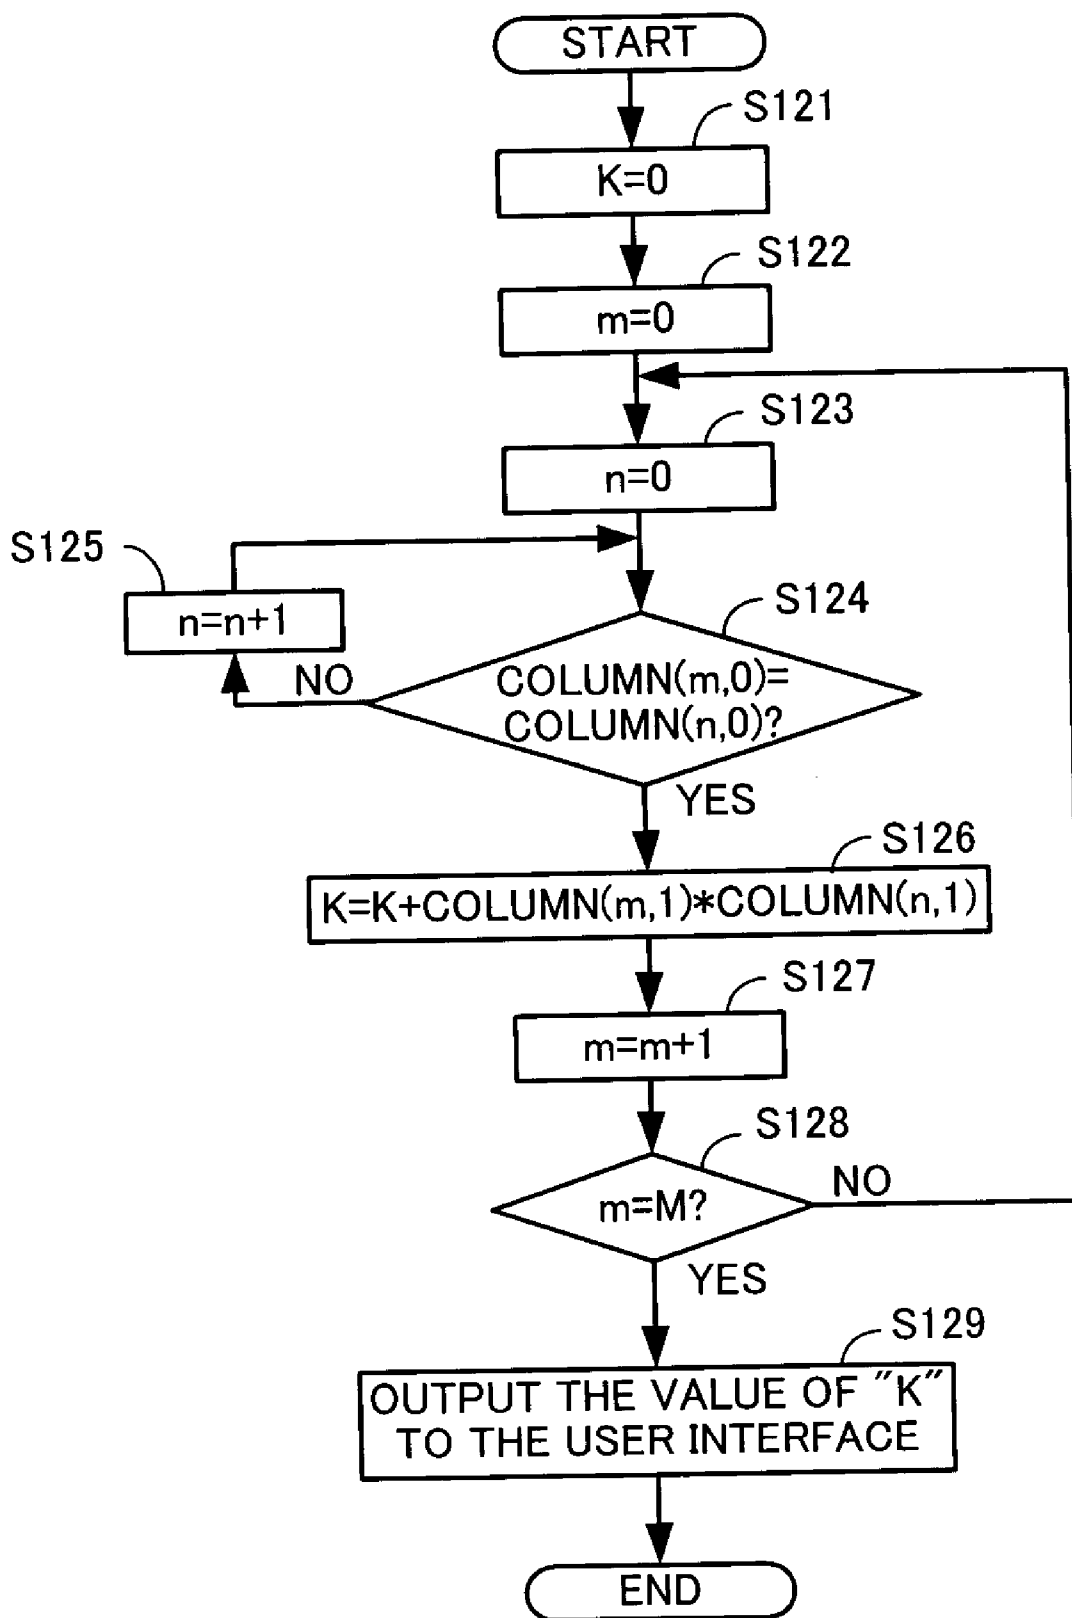 START
S121
K=0
S122
m=0
S123
n=0
S125
n=n+1
S124
NO
COLUMN(m,0)=
COLUMN(n,0)?
YES
S126
K=K+COLUMN(m,1)*COLUMN(n,1)
S127
m=m+1
S128
m=M?
NO
YES
S129
OUTPUT THE VALUE OF "K"
TO THE USER INTERFACE
END